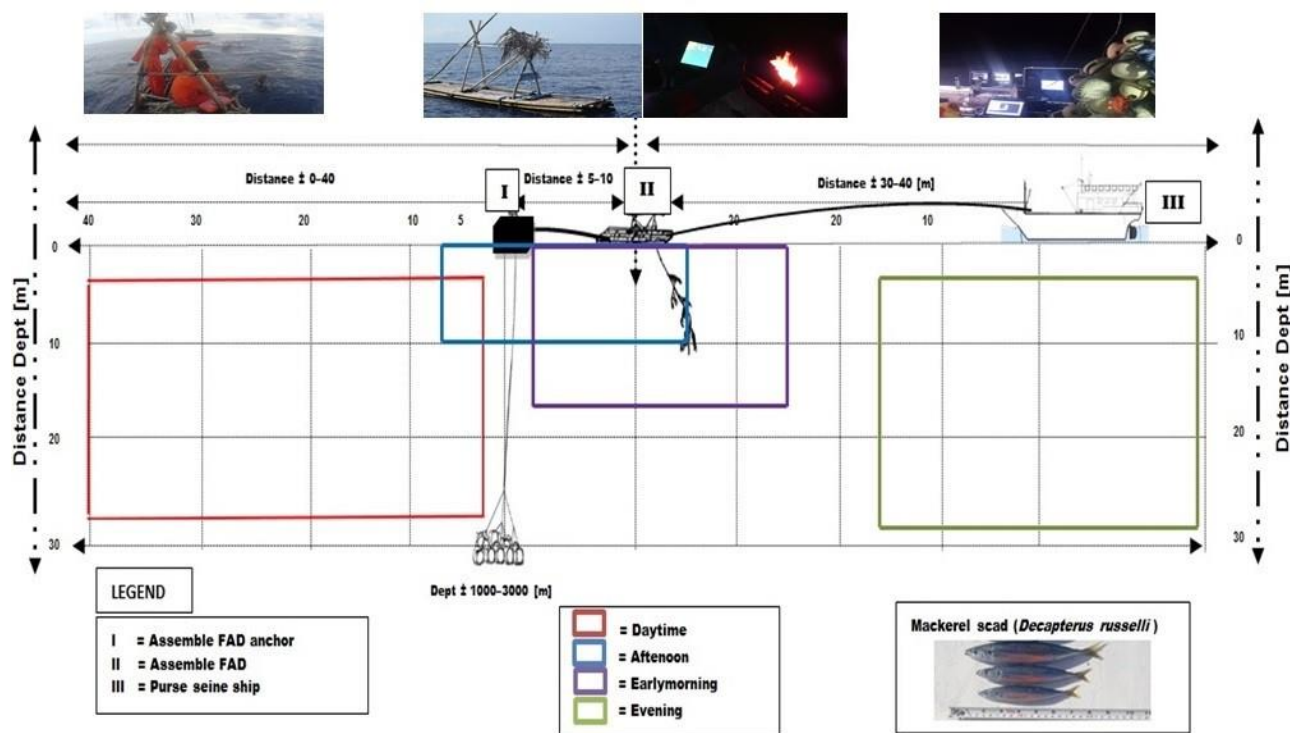 Distance ± 0-40
I
Distance ± 5-10
II
Distance ± 30-40 [m]
III
40
30
20
10
5
20
10
0
0
10
10
20
20
30
30
Distance Dept [m]
Distance Dept [m]
Dept ± 1000-3000 [m]
LEGEND
I = Assemble FAD anchor
II = Assemble FAD
III = Purse seine ship
= Daytime
= Aftenoon
= Earlymorning
= Evening
Mackerel scad (Decapterus russelli)